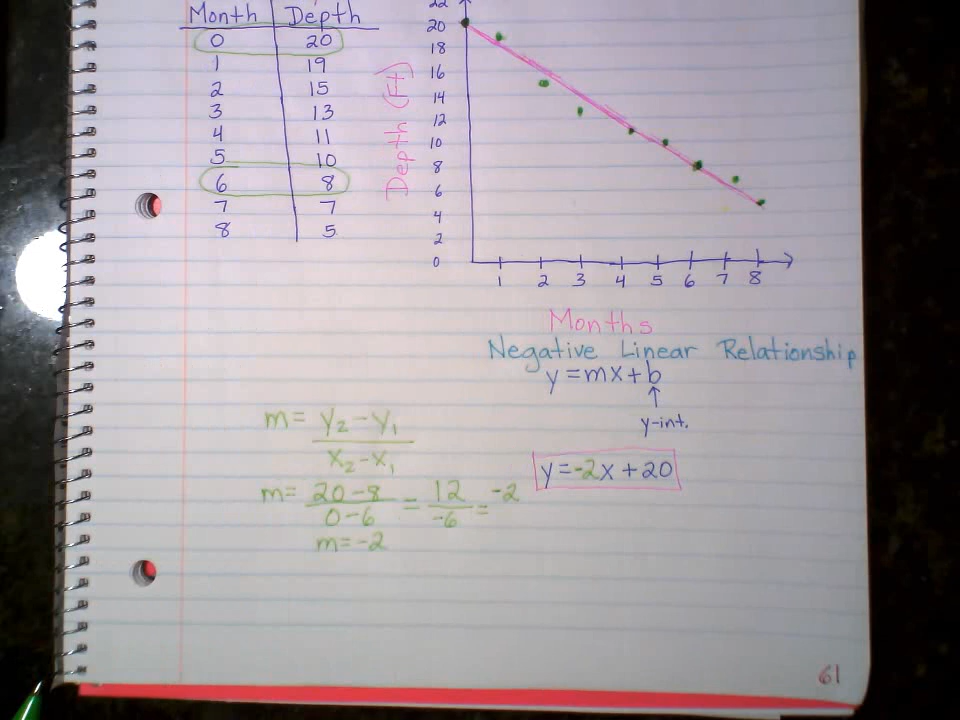 Month Depth
0 20
1 19
2 15
3 13
4 11
5 10
6 8
7 7
8 5
Depth (Ft)
22
20
18
16
14
12
10
8
6
4
2
0
1 2 3 4 5 6 7 8
Months
Negative Linear Relationship
y = mx + b
y-int.
m = y₂ - y₁
x₂ - x₁
y = -2x + 20
m = 20 - 8 = 12 = -2
0 - 6 -6
m = -2
61